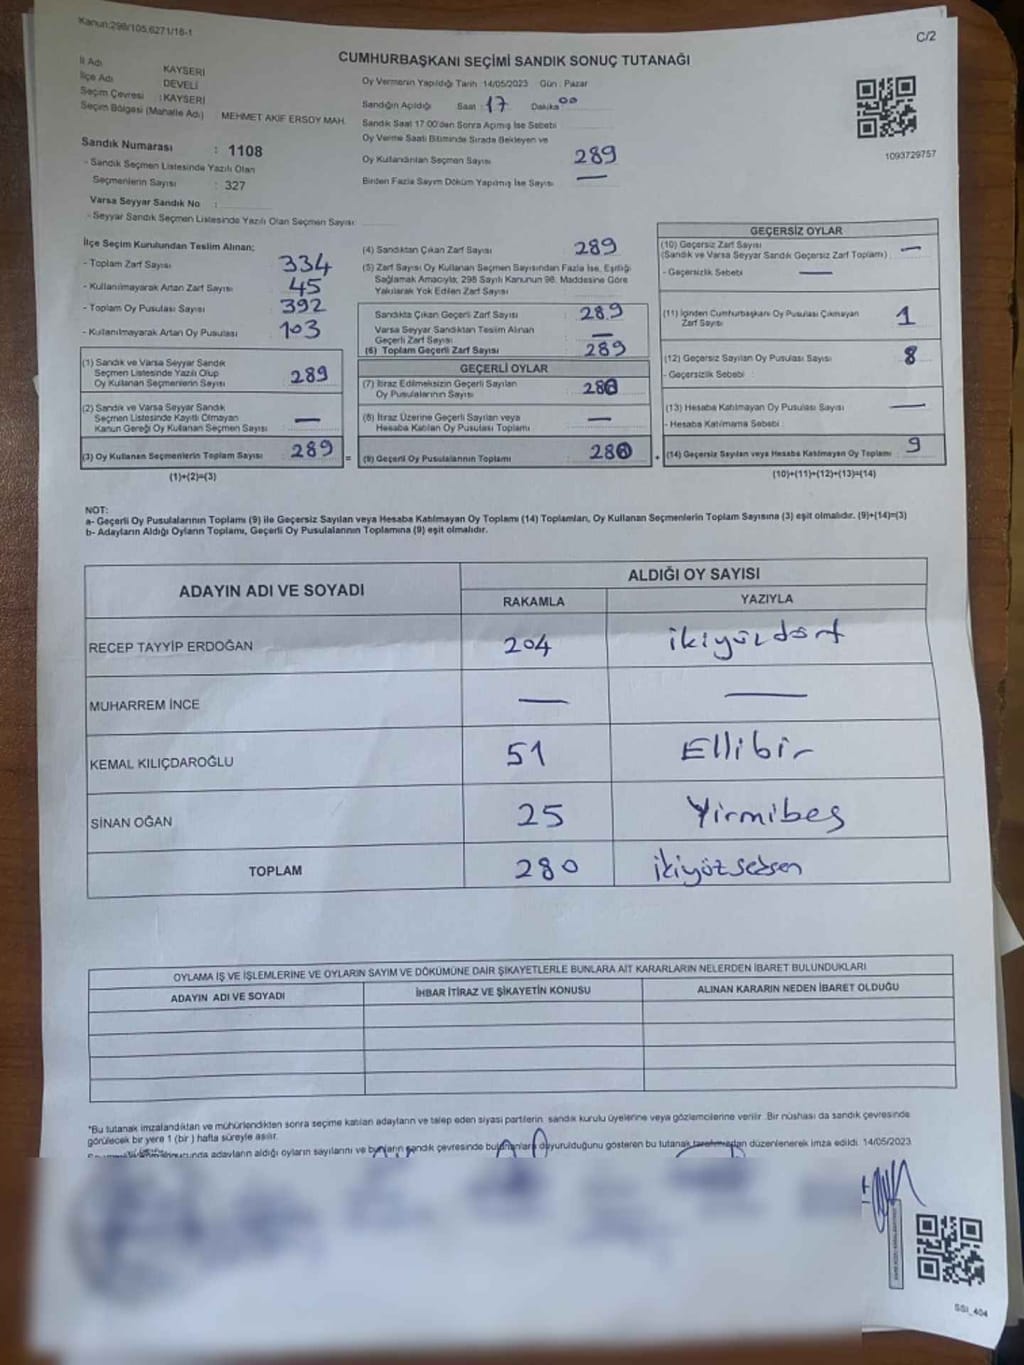 Kanun:298/105,6271/16-1
C/2
CUMHURBAŞKANI SEÇİMİ SANDIK SONUÇ TUTANAĞI
İl Adı KAYSERİ
İlçe Adı DEVELİ
Seçim Çevresi : KAYSERİ
Seçim Bölgesi (Mahalle Adı) : MEHMET AKİF ERSOY MAH.
Sandık Numarası : 1108
- Sandık Seçmen Listesinde Yazılı Olan
Seçmenlerin Sayısı : 327
Varsa Seyyar Sandık No :
- Seyyar Sandık Seçmen Listesinde Yazılı Olan Seçmen Sayısı:
Oy Vermenin Yapıldığı Tarih :14/05/2023 Gün : Pazar
Sandığın Açıldığı Saat : 17 Dakika 00
Sandık Saat 17:00'dan Sonra Açmış İse Sebebi
Oy Verme Saati Bitiminde Sırada Bekleyen ve
Oy Kullandırılan Seçmen Sayısı 289
Birden Fazla Sayım Döküm Yapılmış İse Sayısı —
1093729757
İlçe Seçim Kurulundan Teslim Alınan;
- Toplam Zarf Sayısı 334
- Kullanılmayarak Artan Zarf Sayısı : 45
- Toplam Oy Pusulası Sayısı : 392
- Kullanılmayarak Artan Oy Pusulası : 103
(1) Sandık ve Varsa Seyyar Sandık
Seçmen Listesinde Yazılı Olup
Oy Kullanan Seçmenlerin Sayısı : 289
(2) Sandık ve Varsa Seyyar Sandık
Seçmen Listesinde Kayıtlı Olmayan
Kanun Gereği Oy Kullanan Seçmen Sayısı : —
(3) Oy Kullanan Seçmenlerin Toplam Sayısı : 289 =
(1)+(2)=(3)
(4) Sandıktan Çıkan Zarf Sayısı : 289
(5) Zarf Sayısı Oy Kullanan Seçmen Sayısından Fazla İse, Eşitliği
Sağlamak Amacıyla; 298 Sayılı Kanunun 98. Maddesine Göre
Yakılarak Yok Edilen Zarf Sayısı :
Sandıkta Çıkan Geçerli Zarf Sayısı : 289
Varsa Seyyar Sandıktan Teslim Alınan
Geçerli Zarf Sayısı : —
(6) Toplam Geçerli Zarf Sayısı : 289
GEÇERLİ OYLAR
(7) İtiraz Edilmeksizin Geçerli Sayılan
Oy Pusulalarının Sayısı :
(8) İtiraz Üzerine Geçerli Sayılan veya
Hesaba Katılan Oy Pusulası Toplamı : —
(9) Geçerli Oy Pusulalarının Toplamı : +
GEÇERSİZ OYLAR
(10) Geçersiz Zarf Sayısı
(Sandık ve Varsa Seyyar Sandık Geçersiz Zarf Toplamı) : —
- Geçersizlik Sebebi : —
(11) İçinden Cumhurbaşkanı Oy Pusulası Çıkmayan
Zarf Sayısı : 1
(12) Geçersiz Sayılan Oy Pusulası Sayısı : 8
- Geçersizlik Sebebi :
(13) Hesaba Katılmayan Oy Pusulası Sayısı : —
- Hesaba Katılmama Sebebi :
(14) Geçersiz Sayılan veya Hesaba Katılmayan Oy Toplamı : 9
(10)+(11)+(12)+(13)=(14)
NOT:
a- Geçerli Oy Pusulalarının Toplamı (9) ile Geçersiz Sayılan veya Hesaba Katılmayan Oy Toplamı (14) Toplamları, Oy Kullanan Seçmenlerin Toplam Sayısına (3) eşit olmalıdır. (9)+(14)=(3)
b- Adayların Aldığı Oyların Toplamı, Geçerli Oy Pusulalarının Toplamına (9) eşit olmalıdır.
ADAYIN ADI VE SOYADI ALDIĞI OY SAYISI
RAKAMLA YAZIYLA
RECEP TAYYİP ERDOĞAN 204 ikiyüzdört
MUHARREM İNCE — —
KEMAL KILIÇDAROĞLU 51 Ellibir
SİNAN OĞAN 25 Yirmibeş
TOPLAM 280 ikiyüzseksen
OYLAMA İŞ VE İŞLEMLERİNE VE OYLARIN SAYIM VE DÖKÜMÜNE DAİR ŞİKAYETLERLE BUNLARA AİT KARARLARIN NELERDEN İBARET BULUNDUKLARI
ADAYIN ADI VE SOYADI İHBAR İTİRAZ VE ŞİKAYETİN KONUSU ALINAN KARARIN NEDEN İBARET OLDUĞU
*Bu tutanak imzalandıktan ve mühürlendikten sonra seçime katılan adayların ve talep eden siyasi partilerin sandık kurulu üyelerine veya gözlemcilerine verilir. Bir nüshası da sandık çevresinde
görülecek bir yere 1 (bir ) hafta süreyle asılır.
adayların aldığı oyların sayılarını ve bunların sandık çevresinde bulunanlara duyurulduğunu gösteren bu tutanak tarafımızdan düzenlenerek imza edildi. 14/05/2023
SSI_404